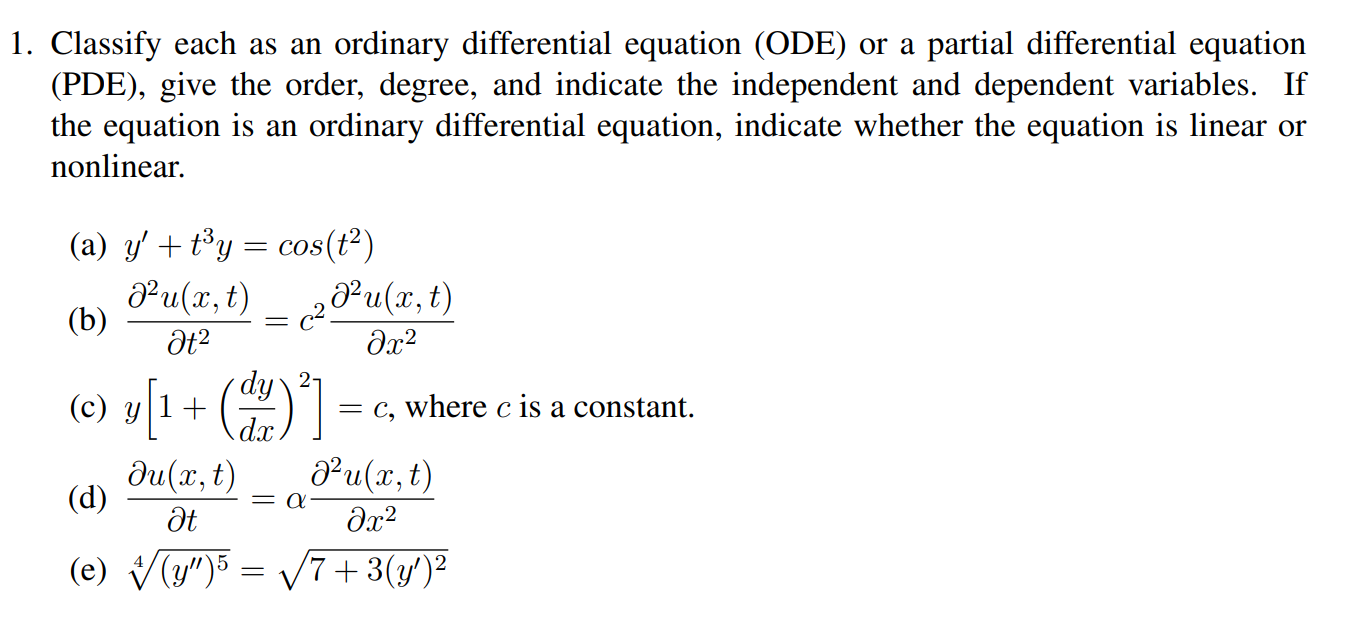 1. Classify each as an ordinary differential equation (ODE) or a partial differential equation
(PDE), give the order, degree, and indicate the independent and dependent variables. If
the equation is an ordinary differential equation, indicate whether the equation is linear or
nonlinear.
(a) y′ + t³y = cos(t²)
(b) ∂²u(x, t)/∂t² = c² ∂²u(x, t)/∂x²
(c) y[1 + (dy/dx)²] = c, where c is a constant.
(d) ∂u(x, t)/∂t = α ∂²u(x, t)/∂x²
(e) ∜((y″)⁵) = √(7 + 3(y′)²)